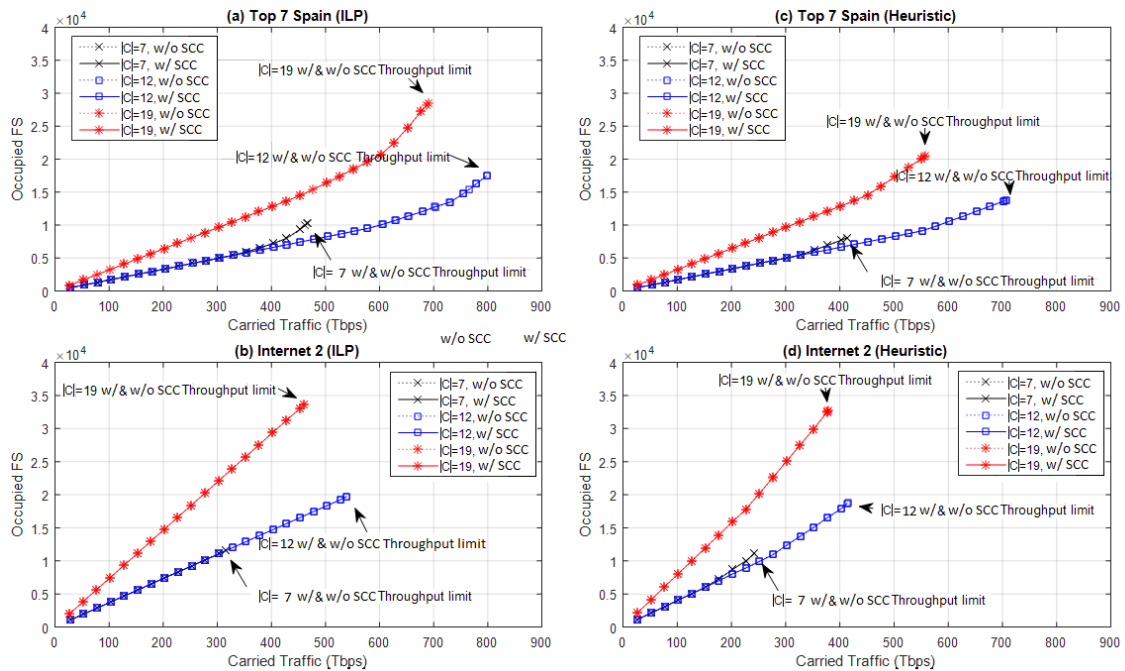 (a) Top 7 Spain (ILP)
×10⁴
4
3.5
3
2.5
2
1.5
1
0.5
0
Occupied FS
|C|=7, w/o SCC
|C|=7, w/ SCC
|C|=12, w/o SCC
|C|=12, w/ SCC
|C|=19, w/o SCC
|C|=19, w/ SCC
|C|=19 w/& w/o SCC Throughput limit
|C|=12 w/& w/o SCC Throughput limit
|C|= 7 w/& w/o SCC Throughput limit
0 100 200 300 400 500 600 700 800 900
Carried Traffic (Tbps)
(c) Top 7 Spain (Heuristic)
×10⁴
4
3.5
3
2.5
2
1.5
1
0.5
0
Occupied FS
|C|=7, w/o SCC
|C|=7, w/ SCC
|C|=12, w/o SCC
|C|=12, w/ SCC
|C|=19, w/o SCC
|C|=19, w/ SCC
|C|=19 w/& w/o SCC Throughput limit
|C|=12 w/& w/o SCC Throughput limit
|C|= 7 w/& w/o SCC Throughput limit
0 100 200 300 400 500 600 700 800 900
Carried Traffic (Tbps)
w/o SCC w/ SCC
(b) Internet 2 (ILP)
×10⁴
4
3.5
3
2.5
2
1.5
1
0.5
0
Occupied FS
|C|=19 w/& w/o SCC Throughput limit
|C|=7, w/o SCC
|C|=7, w/ SCC
|C|=12, w/o SCC
|C|=12, w/ SCC
|C|=19, w/o SCC
|C|=19, w/ SCC
|C|=12 w/ & w/o SCC Throughput limit
|C|= 7 w/& w/o SCC Throughput limit
0 100 200 300 400 500 600 700 800 900
Carried Traffic (Tbps)
(d) Internet 2 (Heuristic)
×10⁴
4
3.5
3
2.5
2
1.5
1
0.5
0
Occupied FS
|C|=19 w/& w/o SCC Throughput limit
|C|=7, w/o SCC
|C|=7, w/ SCC
|C|=12, w/o SCC
|C|=12, w/ SCC
|C|=19, w/o SCC
|C|=19, w/ SCC
|C|=12 w/ & w/o SCC Throughput limit
|C|= 7 w/& w/o SCC Throughput limit
0 100 200 300 400 500 600 700 800 900
Carried Traffic (Tbps)